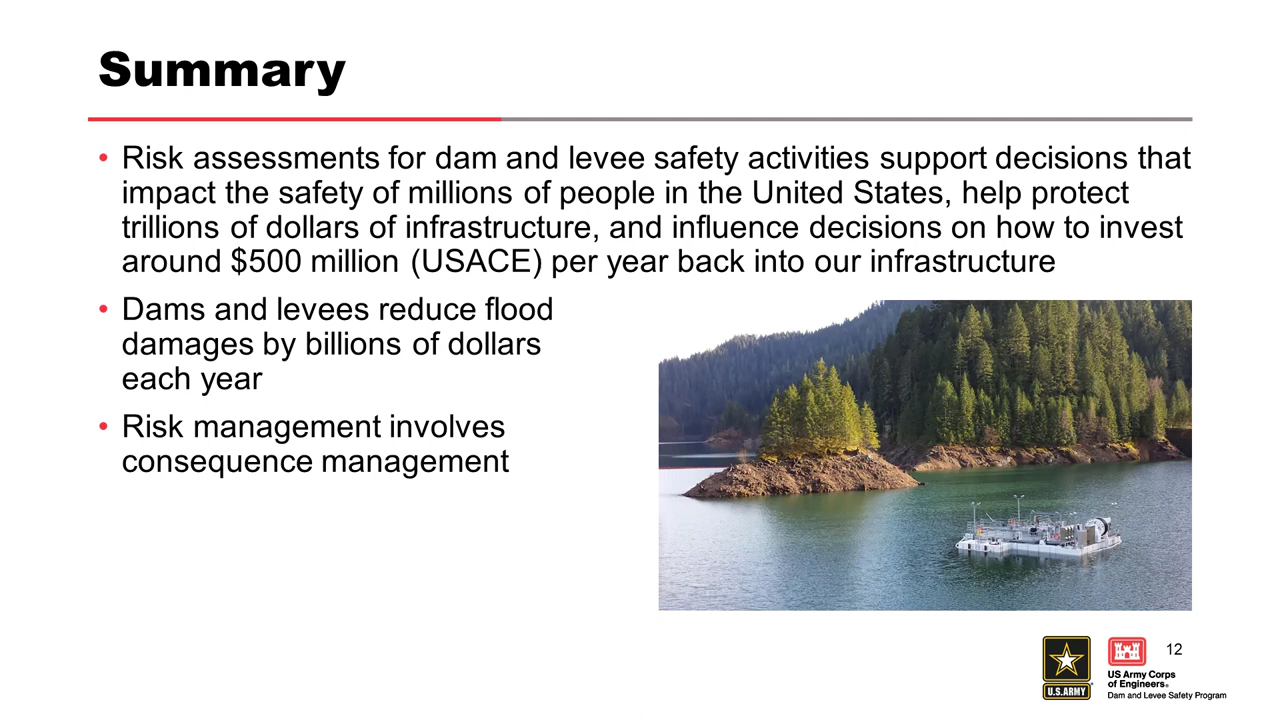 Summary
• Risk assessments for dam and levee safety activities support decisions that
impact the safety of millions of people in the United States, help protect
trillions of dollars of infrastructure, and influence decisions on how to invest
around $500 million (USACE) per year back into our infrastructure
• Dams and levees reduce flood
damages by billions of dollars
each year
• Risk management involves
consequence management
12
U.S.ARMY
US Army Corps
of Engineers®
Dam and Levee Safety Program